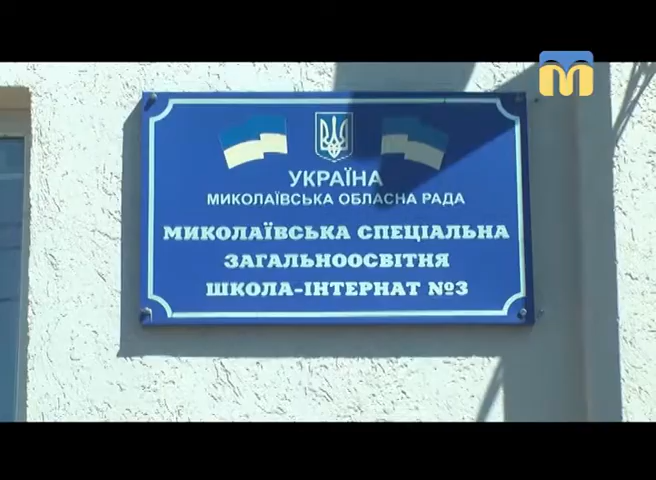 М
УКРАЇНА
МИКОЛАЇВСЬКА ОБЛАСНА РАДА
МИКОЛАЇВСЬКА СПЕЦІАЛЬНА
ЗАГАЛЬНООСВІТНЯ
ШКОЛА-ІНТЕРНАТ №3